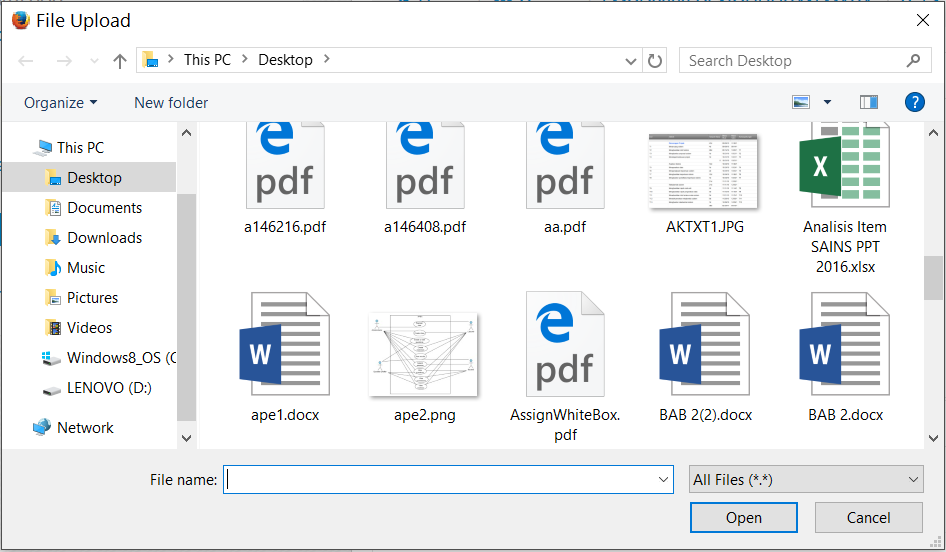 File Upload
This PC
Desktop
Search Desktop
Organize
New folder
?
This PC
Desktop
Documents
Downloads
Music
Pictures
Videos
Windows8_OS (C
LENOVO (D:)
Network
pdf
a146216.pdf
pdf
a146408.pdf
pdf
aa.pdf
AKTXT1.JPG
X
Analisis Item
SAINS PPT
2016.xlsx
W
ape1.docx
ape2.png
pdf
AssignWhiteBox.
pdf
W
BAB 2(2).docx
W
BAB 2.docx
File name:
All Files (*.*)
Open
Cancel